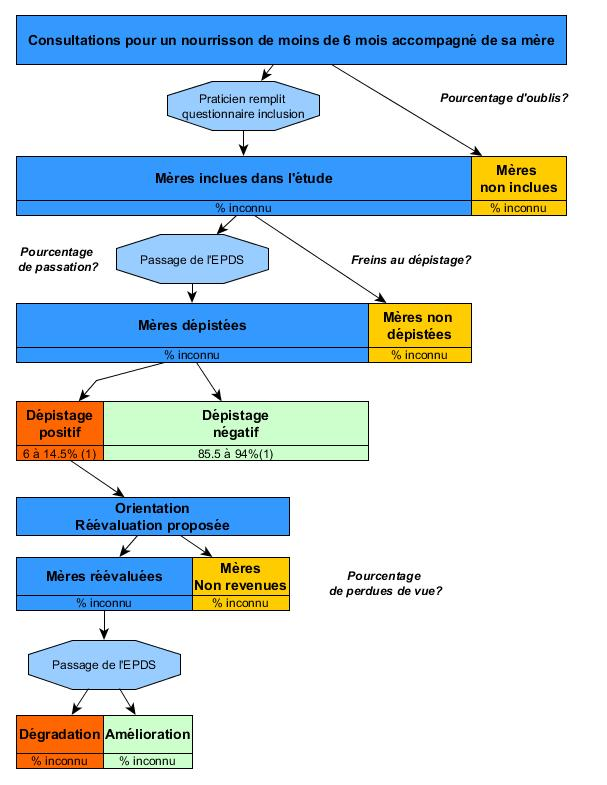 Consultations pour un nourrisson de moins de 6 mois accompagné de sa mère
Praticien remplit
questionnaire inclusion
Pourcentage d'oublis?
Mères inclues dans l'étude
Mères
non inclues
% inconnu
% inconnu
Pourcentage
de passation?
Passage de l'EPDS
Freins au dépistage?
Mères dépistées
Mères non
dépistées
% inconnu
% inconnu
Dépistage
positif
Dépistage
négatif
6 à 14.5% (1)
85.5 à 94%(1)
Orientation
Réévaluation proposée
Mères réévaluées
Mères
Non revenues
% inconnu
% inconnu
Pourcentage
de perdues de vue?
Passage de l'EPDS
Dégradation
Amélioration
% inconnu
% inconnu